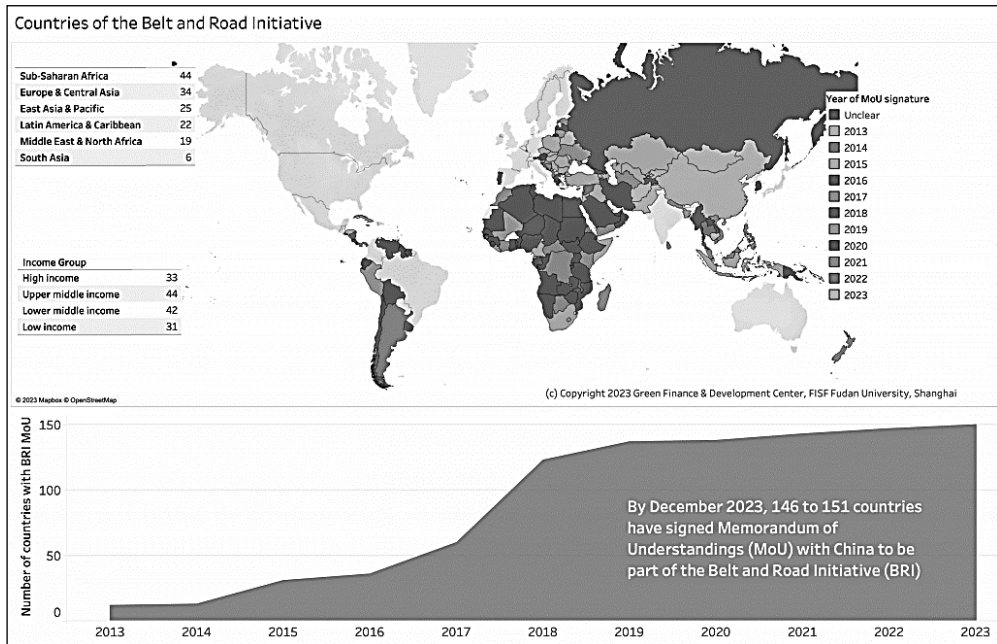 Countries of the Belt and Road Initiative
Sub-Saharan Africa 44
Europe & Central Asia 34
East Asia & Pacific 25
Latin America & Caribbean 22
Middle East & North Africa 19
South Asia 6
Income Group
High income 33
Upper middle income 44
Lower middle income 42
Low income 31
Year of MoU signature
Unclear
2013
2014
2015
2016
2017
2018
2019
2020
2021
2022
2023
© 2023 Mapbox © OpenStreetMap
(c) Copyright 2023 Green Finance & Development Center, FISF Fudan University, Shanghai
Number of countries with BRI MoU
150
100
50
0
By December 2023, 146 to 151 countries
have signed Memorandum of
Understandings (MoU) with China to be
part of the Belt and Road Initiative (BRI)
2013 2014 2015 2016 2017 2018 2019 2020 2021 2022 2023